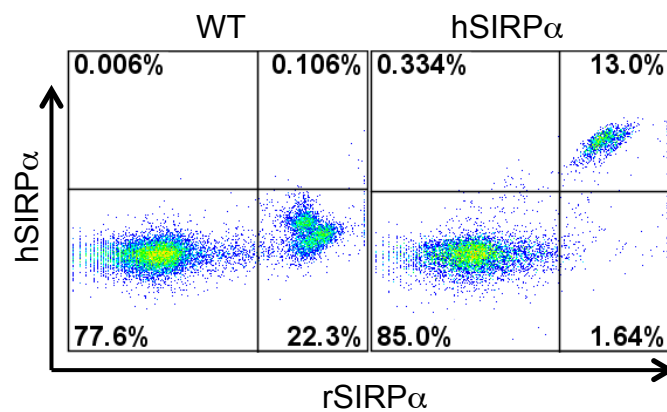 WT hSIRPα
0.006% 0.106% 0.334% 13.0%
hSIRPα
77.6% 22.3% 85.0% 1.64%
rSIRPα